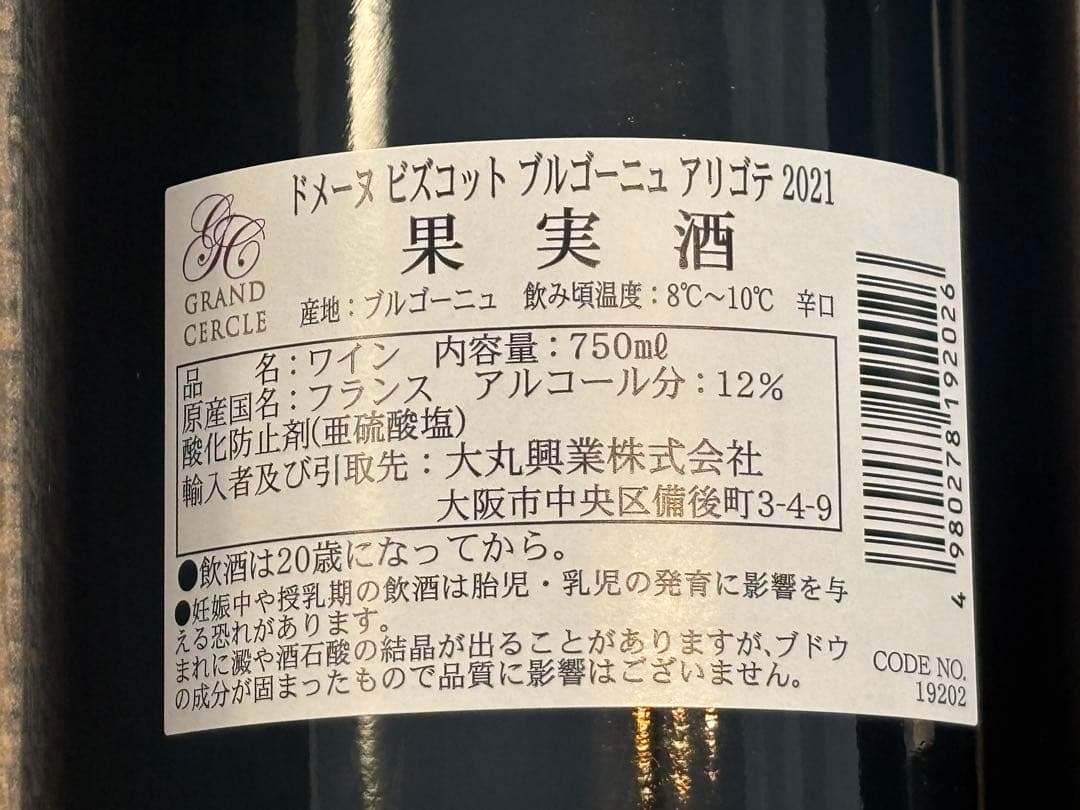 ドメーヌ ビズコット ブルゴーニュ アリゴテ 2021
果実酒
GRAND
CERCLE
産地：ブルゴーニュ 飲み頃温度：8℃～10℃ 辛口
品名：ワイン 内容量：750mℓ
原産国名：フランス アルコール分：12%
酸化防止剤(亜硫酸塩)
輸入者及び引取先：大丸興業株式会社
大阪市中央区備後町3-4-9
●飲酒は20歳になってから。
●妊娠中や授乳期の飲酒は胎児・乳児の発育に影響を与
える恐れがあります。
まれに澱や酒石酸の結晶が出ることがありますが、ブドウ
の成分が固まったもので品質に影響はございません。
4 980278 192026
CODE NO.
19202